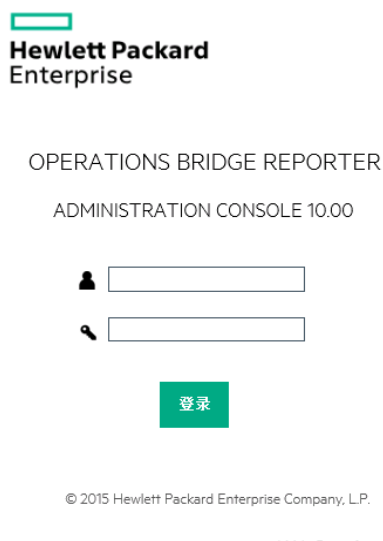 Hewlett Packard
Enterprise
OPERATIONS BRIDGE REPORTER
ADMINISTRATION CONSOLE 10.00
登录
© 2015 Hewlett Packard Enterprise Company, L.P.